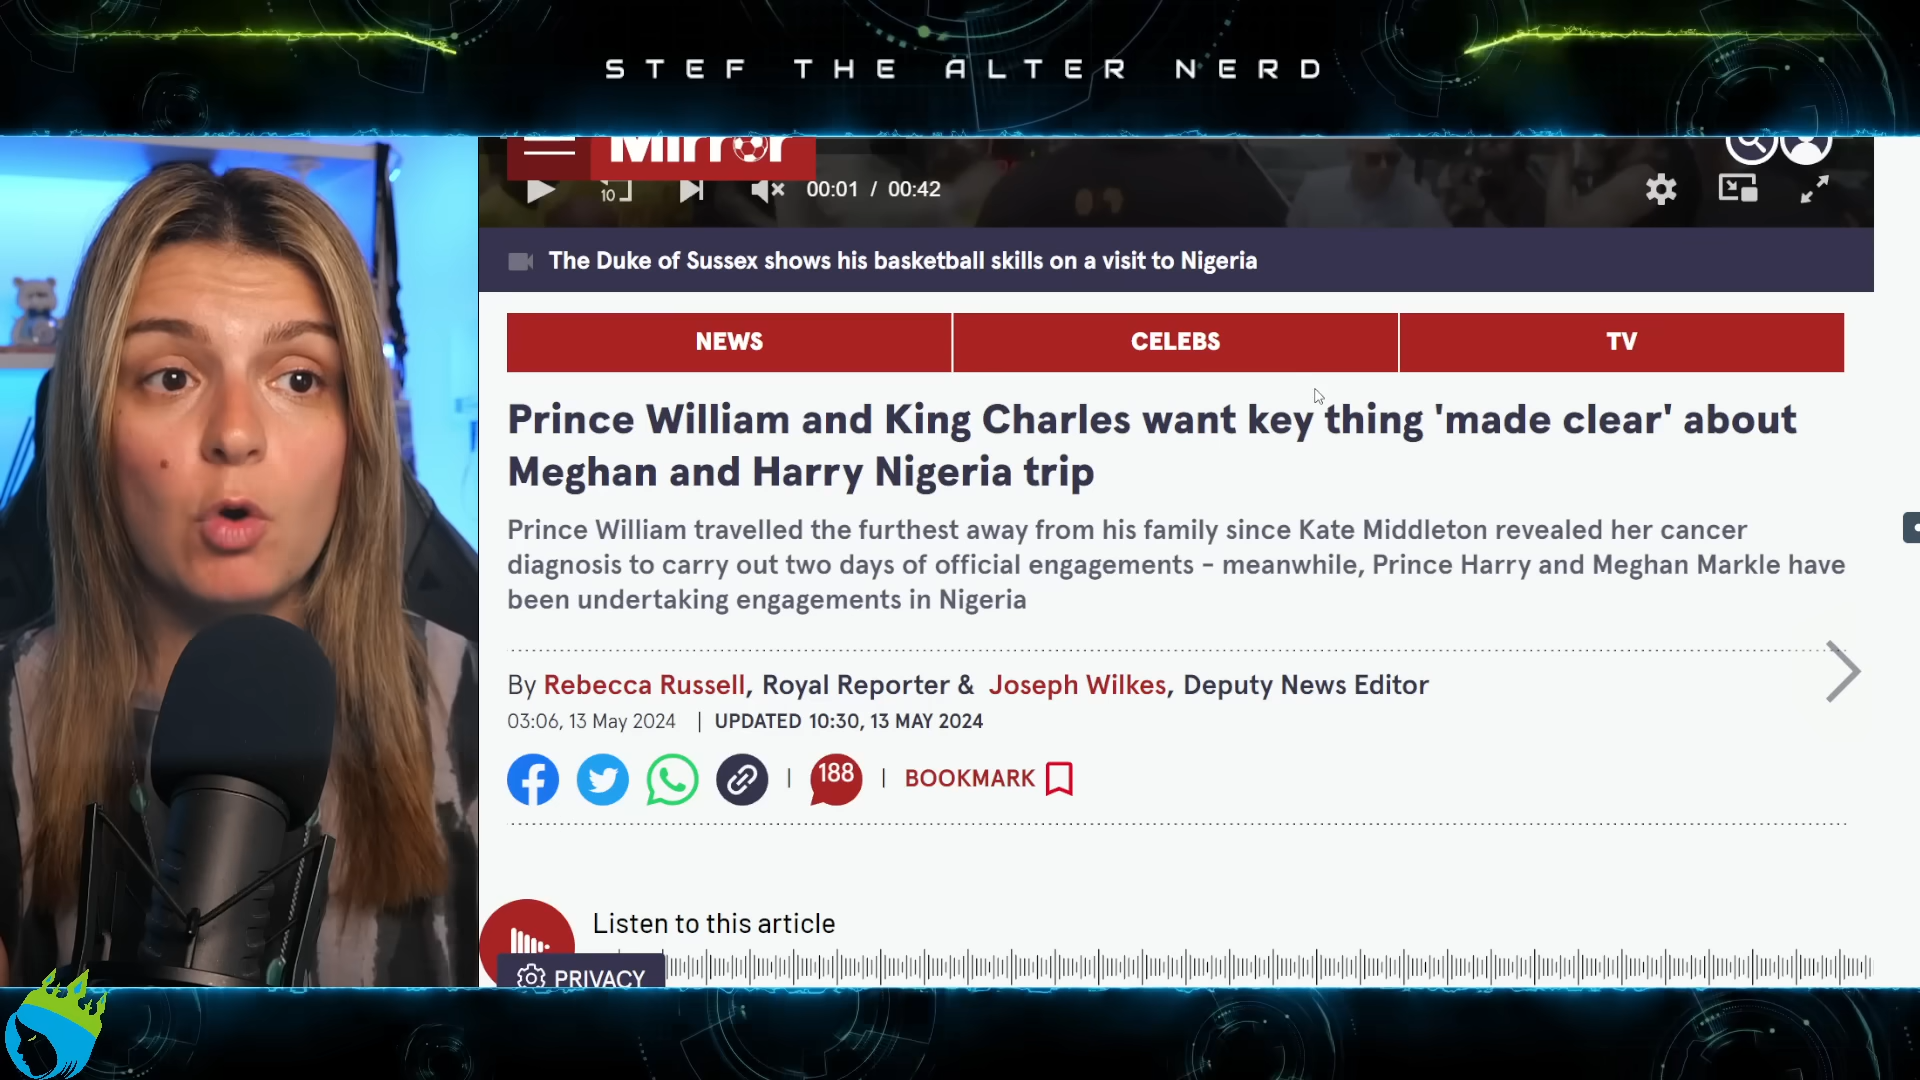 STEF THE ALTER NERD
Mirror
10
00:01 / 00:42
The Duke of Sussex shows his basketball skills on a visit to Nigeria
NEWS CELEBS TV
Prince William and King Charles want key thing 'made clear' about
Meghan and Harry Nigeria trip
Prince William travelled the furthest away from his family since Kate Middleton revealed her cancer
diagnosis to carry out two days of official engagements - meanwhile, Prince Harry and Meghan Markle have
been undertaking engagements in Nigeria
By Rebecca Russell, Royal Reporter & Joseph Wilkes, Deputy News Editor
03:06, 13 May 2024 | UPDATED 10:30, 13 MAY 2024
188 | BOOKMARK
Listen to this article
PRIVACY